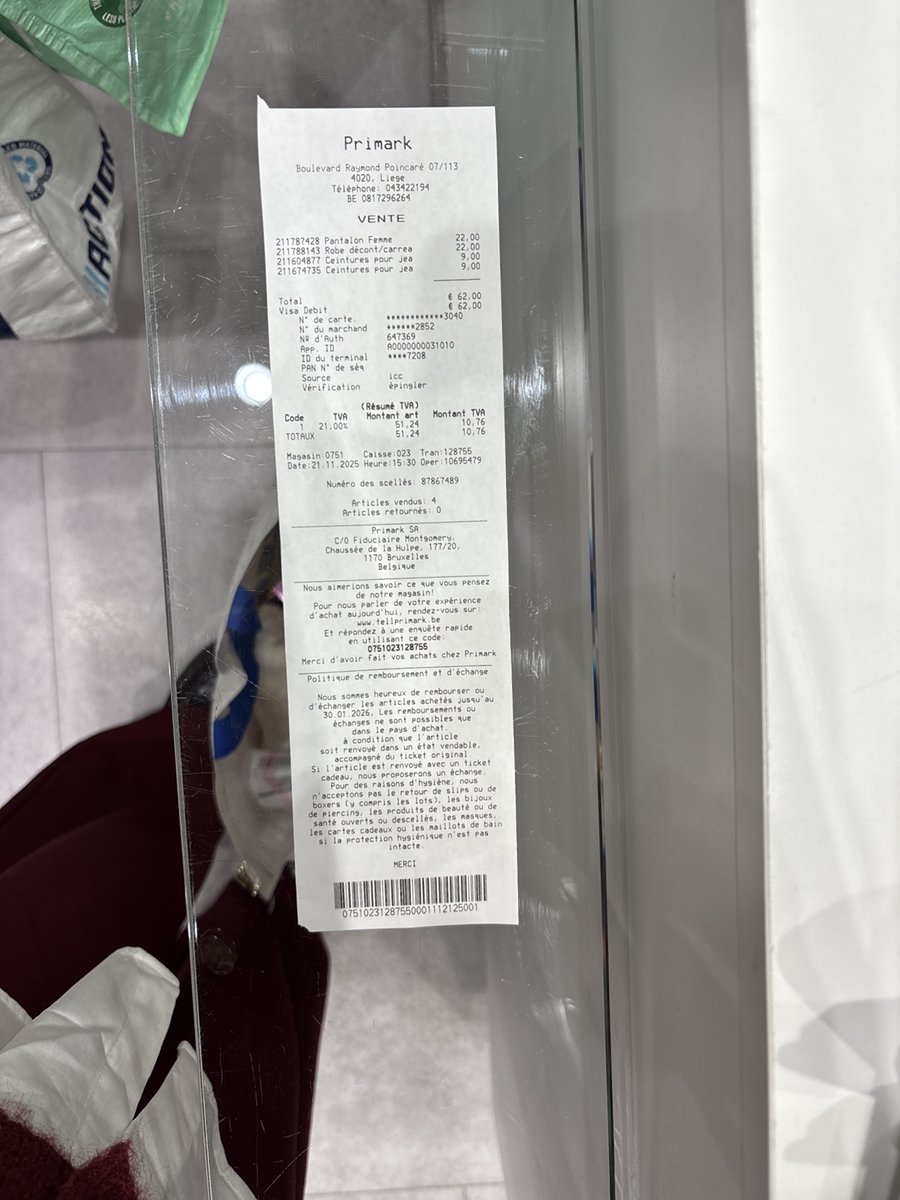 LESS PL
ACTION
Primark
Boulevard Raymond Poincaré 07/113
4020, Liege
Téléphone: 043422194
BE 0817296264
VENTE
211787428 Pantalon Femme 22,00
211788143 Robe décont/carrea 22,00
211604877 Ceintures pour jea 9,00
211674735 Ceintures pour jea 9,00
Total € 62,00
Visa Debit € 62,00
N° de carte. ************3040
N° du marchand ******2852
Nº d'Auth 647369
App. ID A0000000031010
ID du terminal ****7208
PAN N° de séq
Source icc
Vérification épingler
(Résumé TVA)
Code TVA Montant art Montant TVA
1 21,00% 51,24 10,76
TOTAUX 51,24 10,76
Magasin:0751 Caisse:023 Tran:128755
Date:21.11.2025 Heure:15:30 Oper:10695479
Numéro des scellés: 87867489
Articles vendus: 4
Articles retournés: 0
Primark SA
C/O Fiduciaire Montgomery,
Chaussée de la Hulpe, 177/20,
1170 Bruxelles
Belgique
Nous aimerions savoir ce que vous pensez
de notre magasin!
Pour nous parler de votre expérience
d'achat aujourd'hui, rendez-vous sur:
www.tellprimark.be
Et répondez à une enquête rapide
en utilisant ce code:
0751023128755
Merci d'avoir fait vos achats chez Primark
Politique de remboursement et d'échange
Nous sommes heureux de rembourser ou
d'échanger les articles achetés jusqu'au
30.01.2026. Les remboursements ou
échanges ne sont possibles que
dans le pays d'achat.
à condition que l'article
soit renvoyé dans un état vendable,
accompagné du ticket original.
Si l'article est renvoyé avec un ticket
cadeau, nous proposerons un échange.
Pour des raisons d'hygiène, nous
n'acceptons pas le retour de slips ou de
boxers (y compris les lots), les bijoux
de piercing, les produits de beauté ou de
santé ouverts ou descellés, les masques,
les cartes cadeaux ou les maillots de bain
si la protection hygiénique n'est pas
intacte.
MERCI
07510231287550001112125001